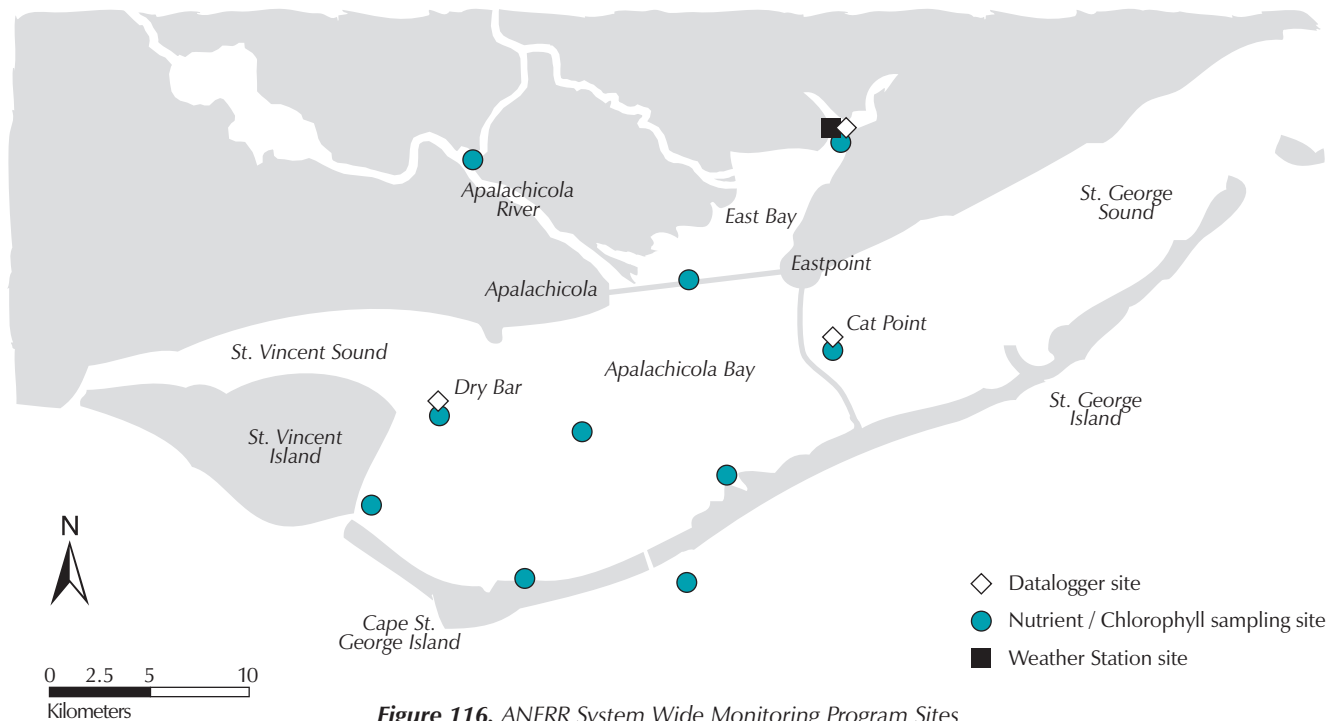 Apalachicola
River
East Bay
St. George
Sound
Eastpoint
Apalachicola
Cat Point
St. Vincent Sound
Apalachicola Bay
Dry Bar
St. George
Island
St. Vincent
Island
N
Datalogger site
Nutrient / Chlorophyll sampling site
Cape St.
George Island
Weather Station site
0 2.5 5 10
Kilometers
Figure 116. ANERR System Wide Monitoring Program Sites